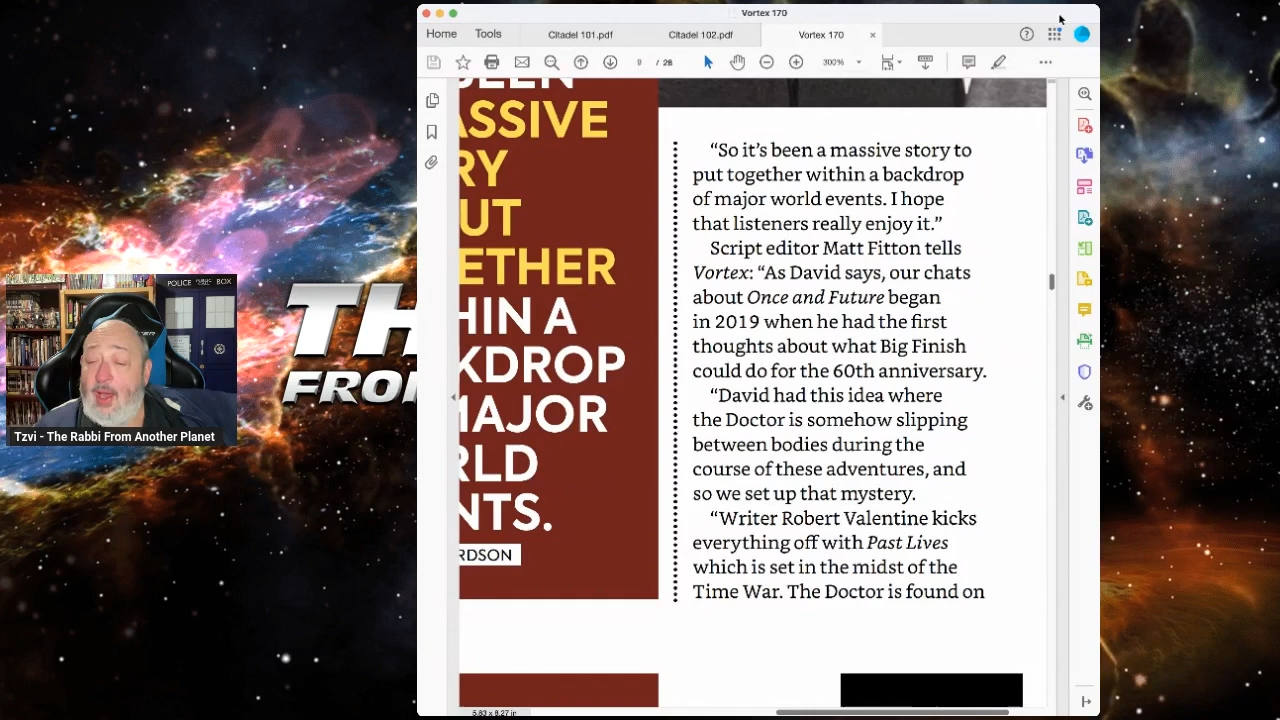 Vortex 170
Home Tools Citadel 101.pdf Citadel 102.pdf Vortex 170
9 / 28 300%
ASSIVE
RY
UT
ETHER
HIN A
KDROP
MAJOR
RLD
NTS.
RDSON
“So it’s been a massive story to
put together within a backdrop
of major world events. I hope
that listeners really enjoy it.”
Script editor Matt Fitton tells
Vortex: “As David says, our chats
about Once and Future began
in 2019 when he had the first
thoughts about what Big Finish
could do for the 60th anniversary.
“David had this idea where
the Doctor is somehow slipping
between bodies during the
course of these adventures, and
so we set up that mystery.
“Writer Robert Valentine kicks
everything off with Past Lives
which is set in the midst of the
Time War. The Doctor is found on
5.83 x 8.27 in
POLICE PUBLIC BOX
TH
FROM
Tzvi - The Rabbi From Another Planet